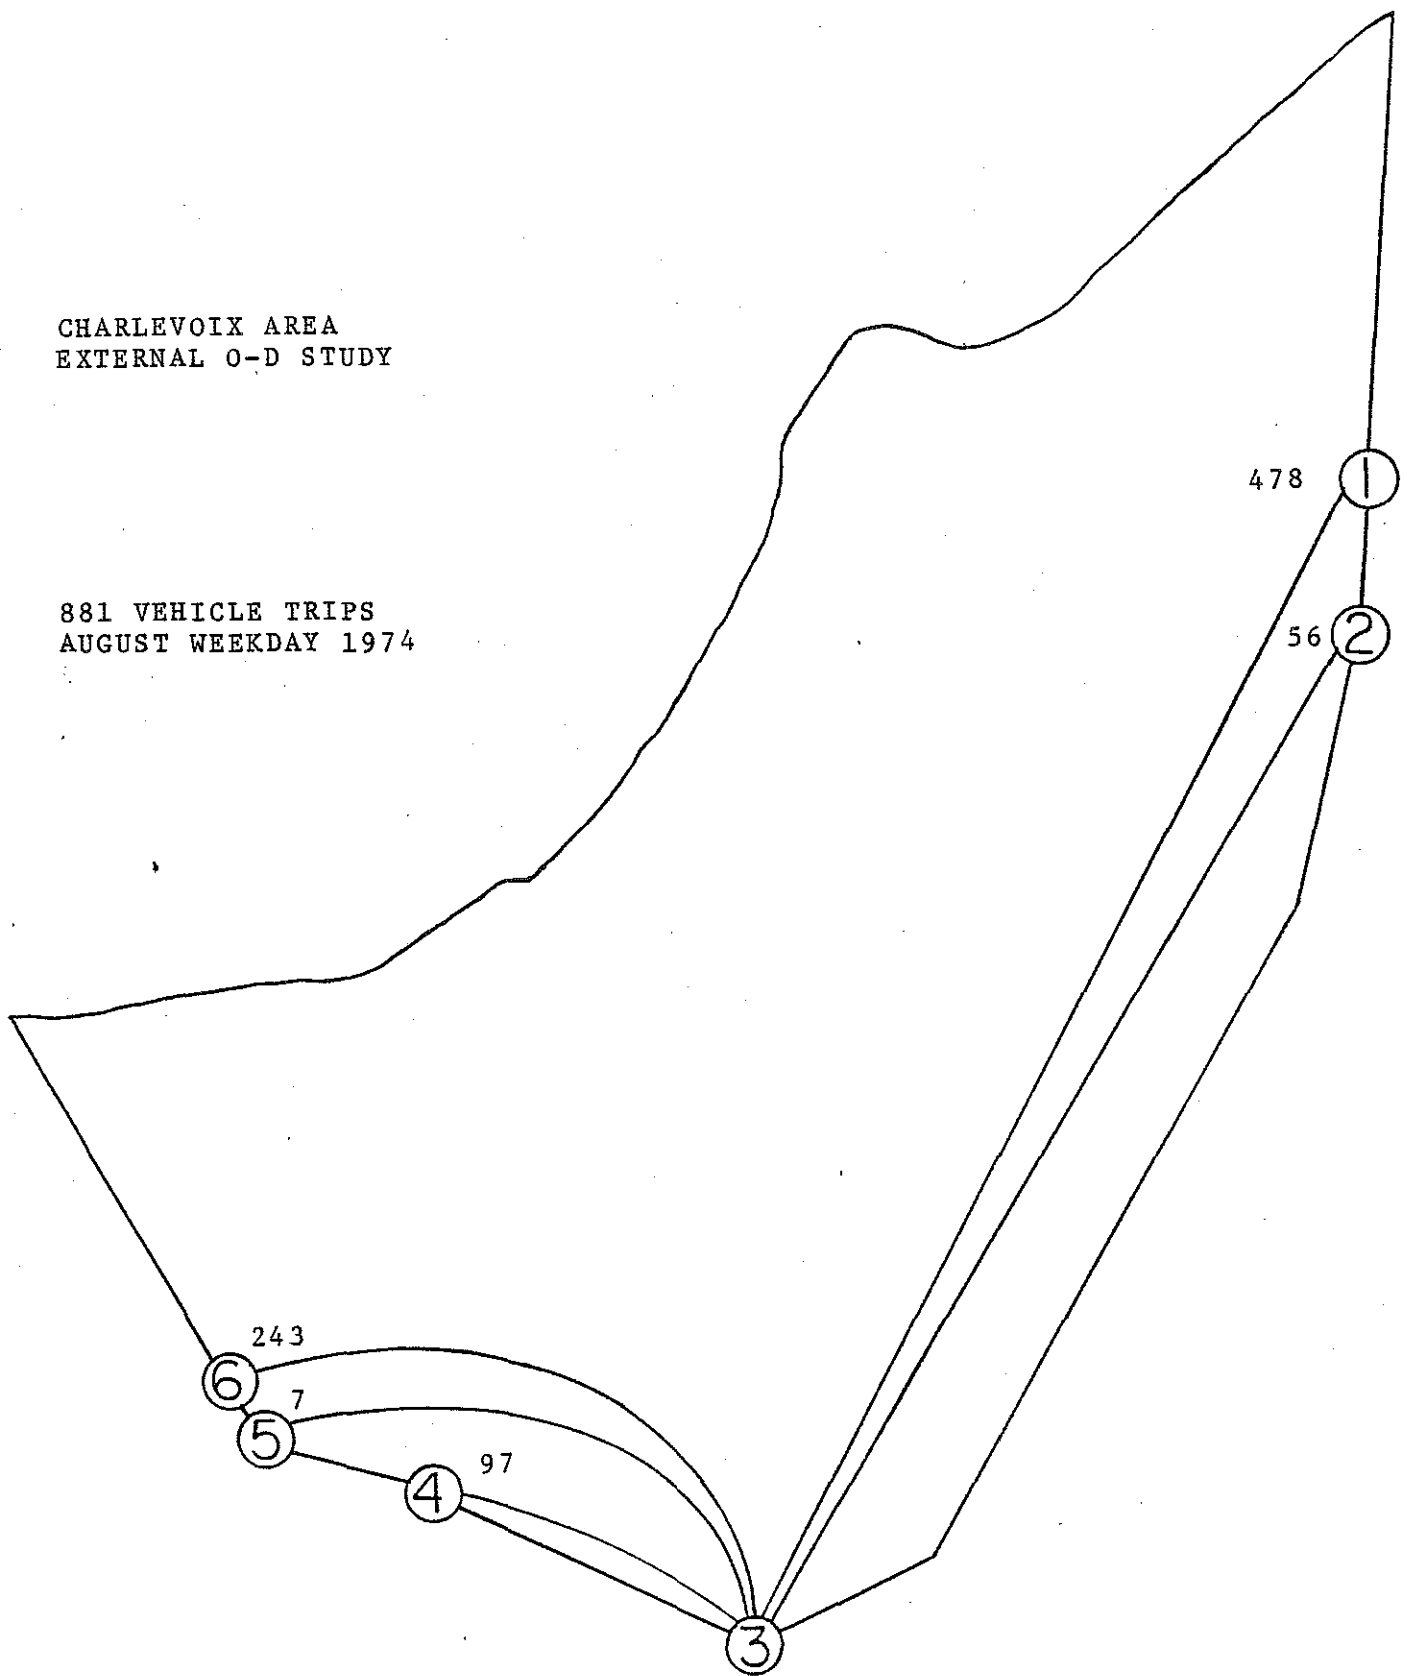 CHARLEVOIX AREA
EXTERNAL O-D STUDY
478
1
881 VEHICLE TRIPS
AUGUST WEEKDAY 1974
56
2
243
6
7
5
97
4
3